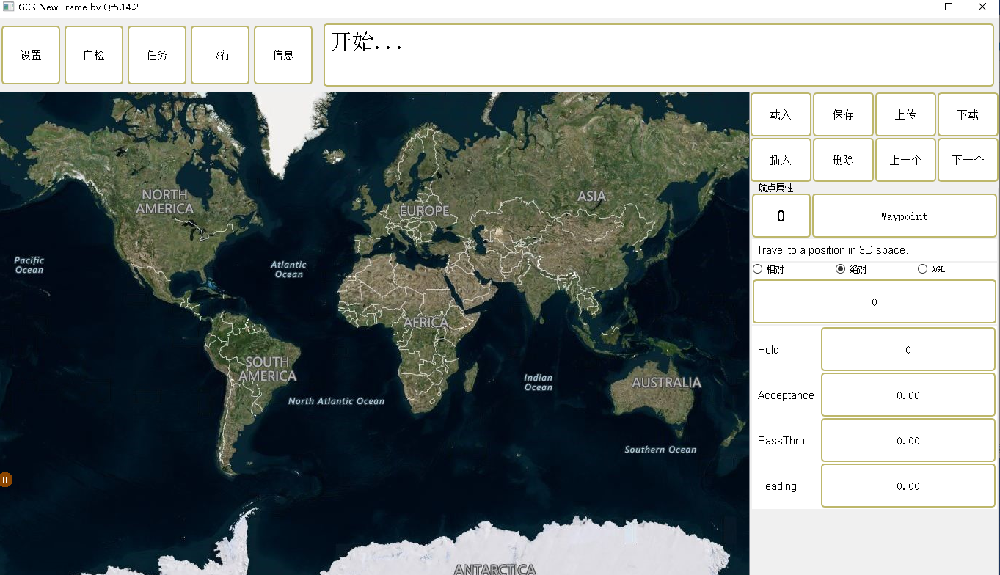 GCS New Frame by Qt5.14.2
设置 自检 任务 飞行 信息
开始...
载入 保存 上传 下载
插入 删除 上一个 下一个
航点属性
0 Waypoint
Travel to a position in 3D space.
相对 绝对 AGL
0
Hold 0
Acceptance 0.00
PassThru 0.00
Heading 0.00
NORTH
AMERICA
EUROPE
ASIA
Pacific
Ocean
Atlantic
Ocean
AFRICA
SOUTH
AMERICA
Indian
Ocean
AUSTRALIA
North Atlantic Ocean
Southern Ocean
0
ANTARCTICA